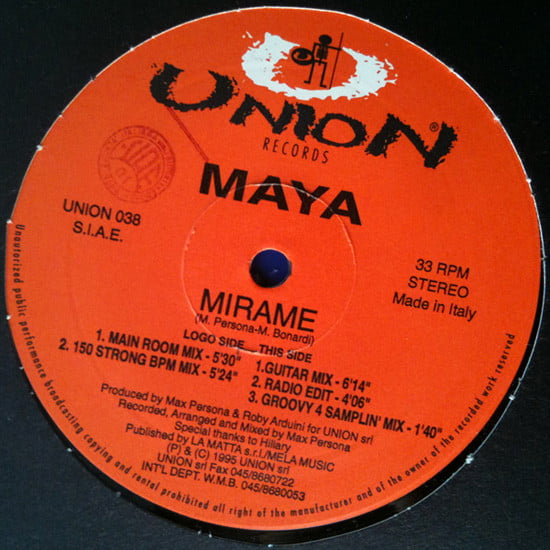 UNION®
RECORDS
MAYA
UNION 038
S.I.A.E.
33 RPM
STEREO
Made in Italy
MIRAME
(M. Persona-M. Bonardi)
LOGO SIDE
1. MAIN ROOM MIX - 5'30"
2. 150 STRONG BPM MIX - 5'24"
THIS SIDE
1.GUITAR MIX - 6'14"
2. RADIO EDIT - 4'06"
3. GROOVY 4 SAMPLIN' MIX - 1'40"
Produced by Max Persona & Roby Arduini for UNION srl
Recorded, Arranged and Mixed by Max Persona
Special thanks to Hillary
Published by LA MATTA s.r.l./MELA MUSIC
(P) & (C) 1995 UNION srl
UNION srl Fax 045/8680722
INT'L DEPT. W.M.B. 045/8680053
Unautorized public performance broadcasting copying and rental prohibited all right of the manufacturer and of the owner of the recorded work reserved